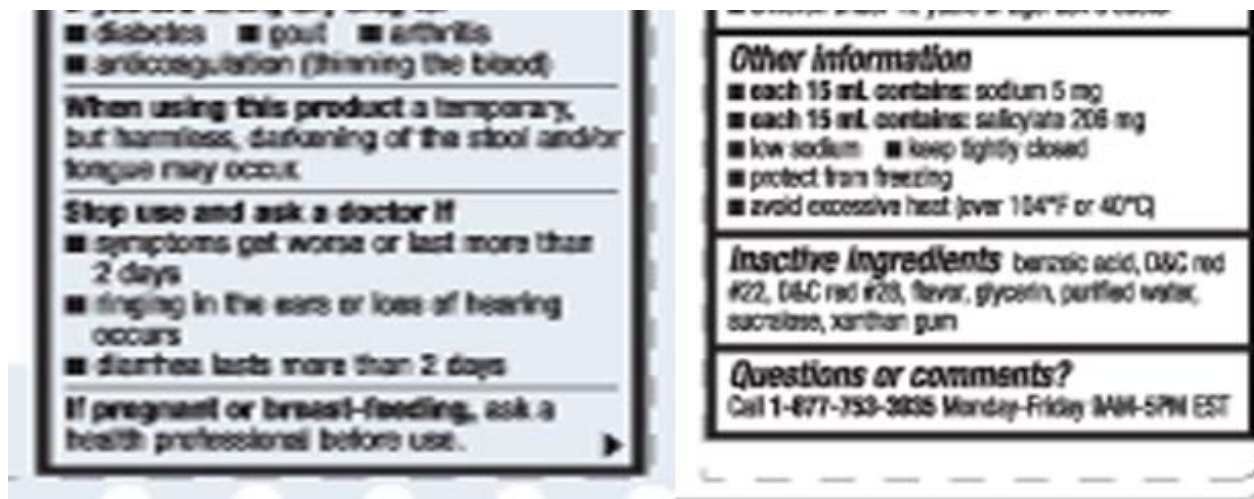 ■ diabetes ■ gout ■ arthritis
■ anticoagulation (thinning the blood)
When using this product a temporary,
but harmless, darkening of the stool and/or
tongue may occur.
Stop use and ask a doctor if
■ symptoms get worse or last more than
2 days
■ ringing in the ears or loss of hearing
occurs
■ diarrhea lasts more than 2 days
If pregnant or breast-feeding, ask a
health professional before use.
Other information
■ each 15 mL contains: sodium 5 mg
■ each 15 mL contains: salicylate 206 mg
■ low sodium ■ keep tightly closed
■ protect from freezing
■ avoid excessive heat (over 104°F or 40°C)
Inactive ingredients benzoic acid, D&C red
#22, D&C red #28, flavor, glycerin, purified water,
sucralose, xanthan gum
Questions or comments?
Call 1-877-753-3935 Monday-Friday 9AM-5PM EST